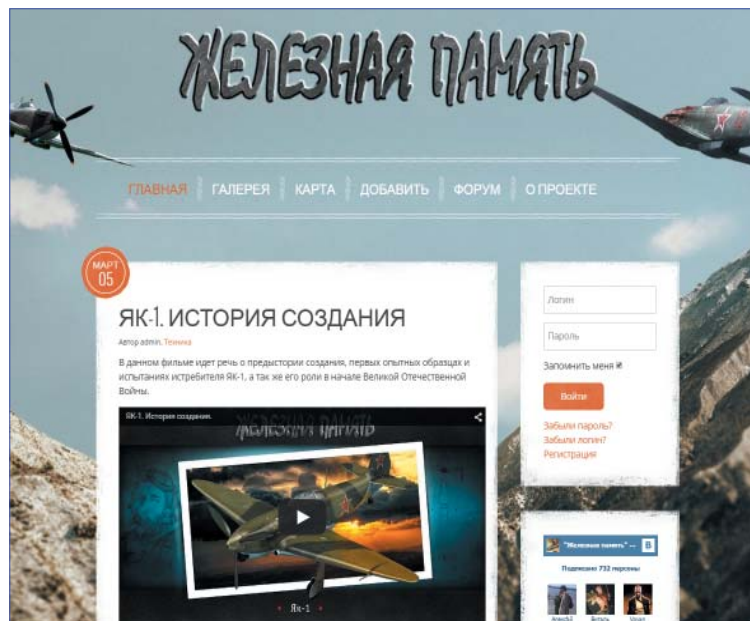 ЖЕЛЕЗНАЯ ПАМЯТЬ
ГЛАВНАЯ ГАЛЕРЕЯ КАРТА ДОБАВИТЬ ФОРУМ О ПРОЕКТЕ
МАРТ
05
ЯК-1. ИСТОРИЯ СОЗДАНИЯ
Автор admin. Техника
В данном фильме идет речь о предыстории создания, первых опытных образцах и
испытаниях истребителя ЯК-1, а так же его роли в начале Великой Отечественной
Войны.
ЯК-1. История создания.
ЖЕЛЕЗНАЯ ПАМЯТЬ
Як-1
Логин
Пароль
Запомнить меня
Войти
Забыли пароль?
Забыли логин?
Регистрация
"Железная память" — В
Подписано 732 персоны
Алексей